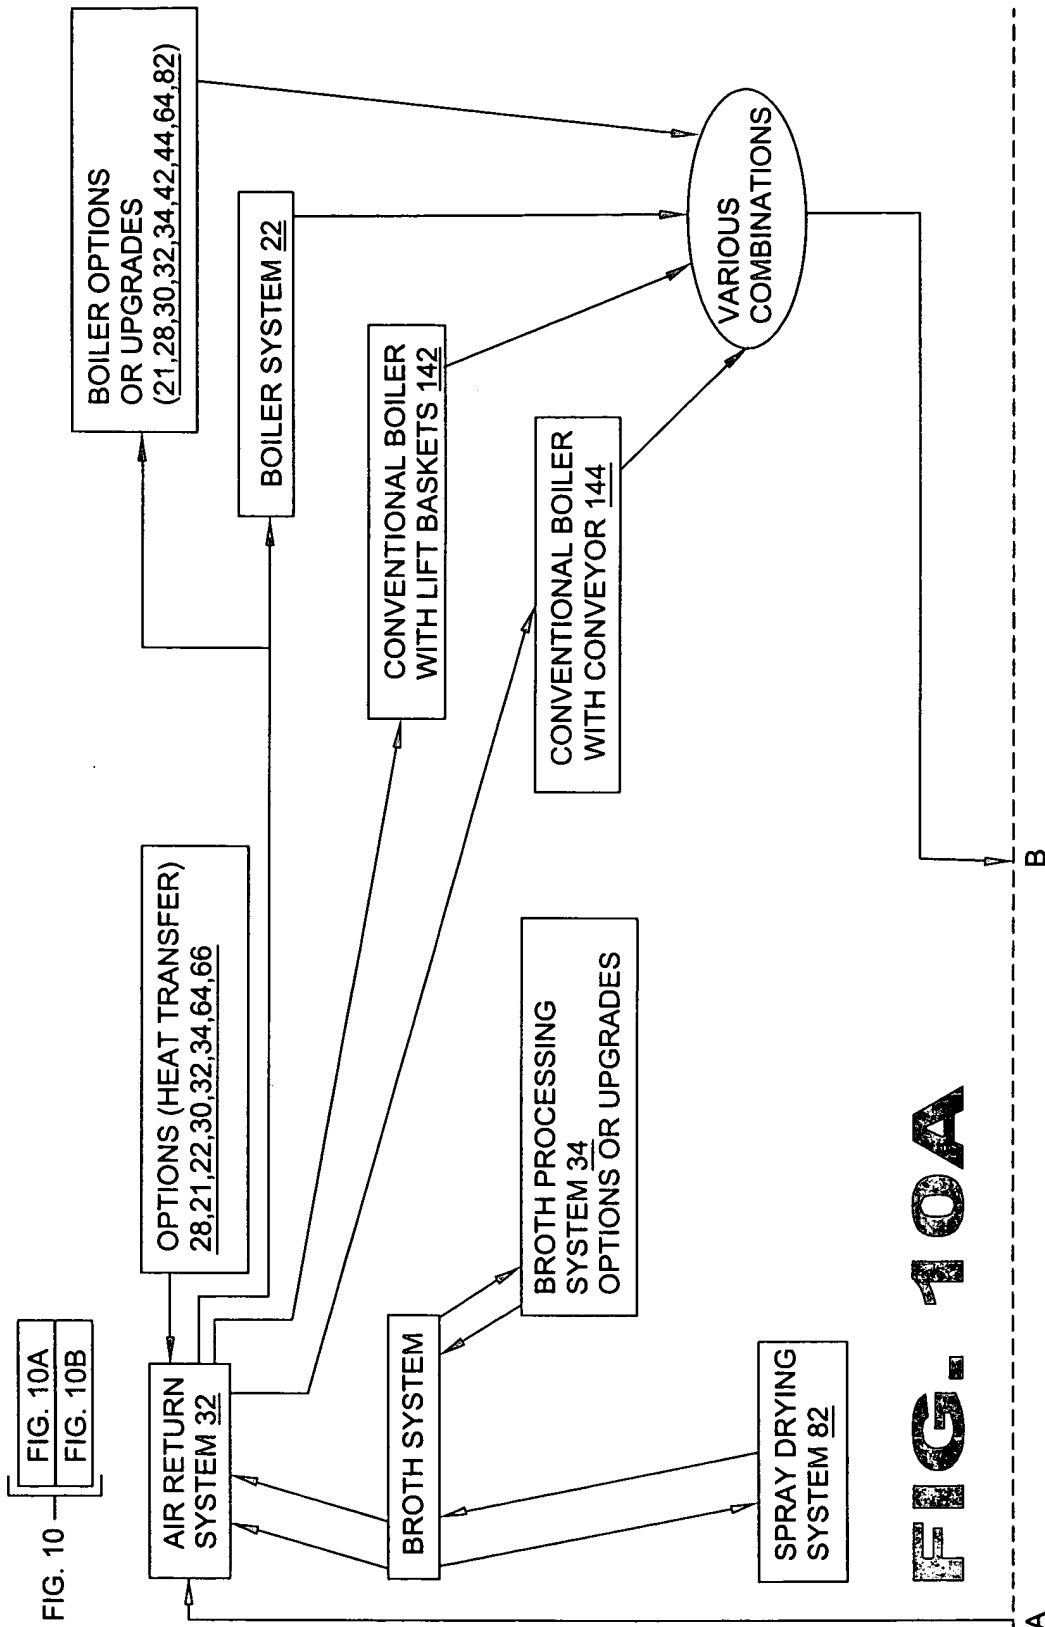 FIG. 10
FIG. 10A
FIG. 10B
AIR RETURN
SYSTEM 32
OPTIONS (HEAT TRANSFER)
28,21,22,30,32,34,64,66
BOILER OPTIONS
OR UPGRADES
(21,28,30,32,34,42,44,64,82)
BOILER SYSTEM 22
CONVENTIONAL BOILER
WITH LIFT BASKETS 142
CONVENTIONAL BOILER
WITH CONVEYOR 144
BROTH SYSTEM
BROTH PROCESSING
SYSTEM 34
OPTIONS OR UPGRADES
SPRAY DRYING
SYSTEM 82
VARIOUS
COMBINATIONS
FIG. 10A
A
B